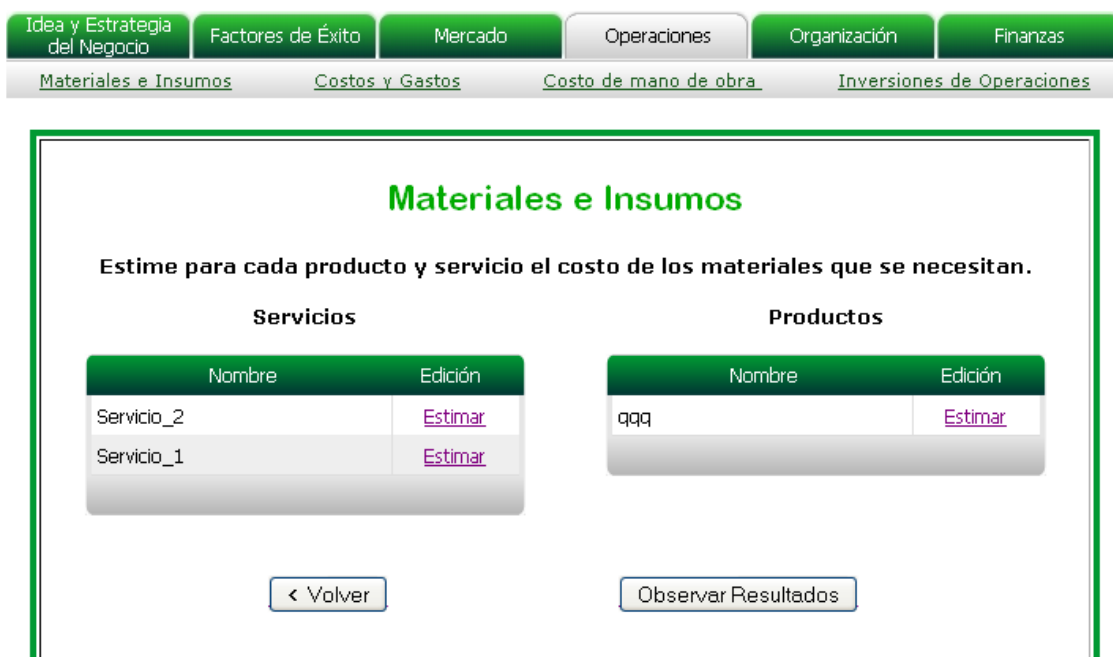 Idea y Estrategia
del Negocio
Factores de Éxito
Mercado
Operaciones
Organización
Finanzas
Materiales e Insumos
Costos y Gastos
Costo de mano de obra
Inversiones de Operaciones
Materiales e Insumos
Estime para cada producto y servicio el costo de los materiales que se necesitan.
Servicios
Nombre Edición
Servicio_2 Estimar
Servicio_1 Estimar
Productos
Nombre Edición
qqq Estimar
< Volver
Observar Resultados